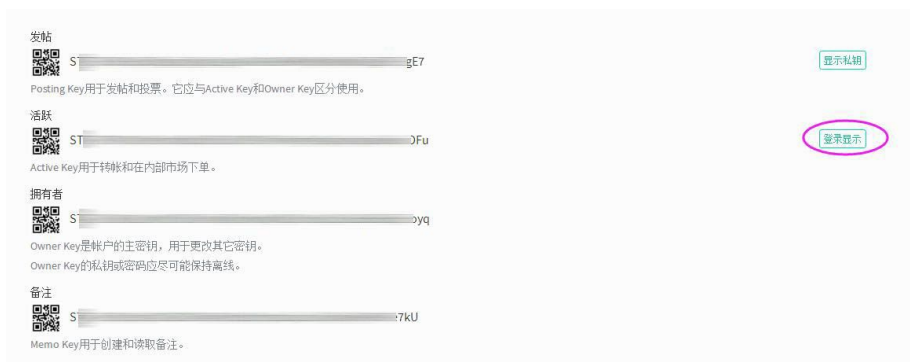 发帖
gE7
显示私钥
Posting Key用于发帖和投票。它应与Active Key和Owner Key区分使用。
活跃
ST
DFu
登录显示
Active Key用于转帐和在内部市场下单。
拥有者
yq
Owner Key是帐户的主密钥，用于更改其它密钥。
Owner Key的私钥或密码应尽可能保持离线。
备注
7kU
Memo Key用于创建和读取备注。